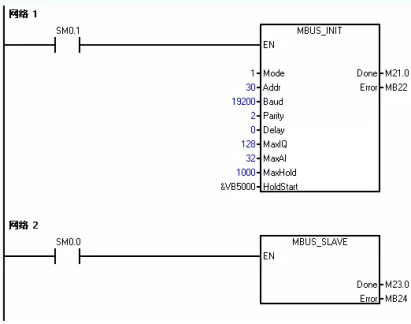 网络 1
SM0.1
MBUS_INIT
EN
1 Mode Done M21.0
30 Addr Error MB22
19200 Baud
2 Parity
0 Delay
128 MaxIQ
32 MaxAI
1000 MaxHold
&VB5000 HoldStart
网络 2
SM0.0
MBUS_SLAVE
EN
Done M23.0
Error MB24